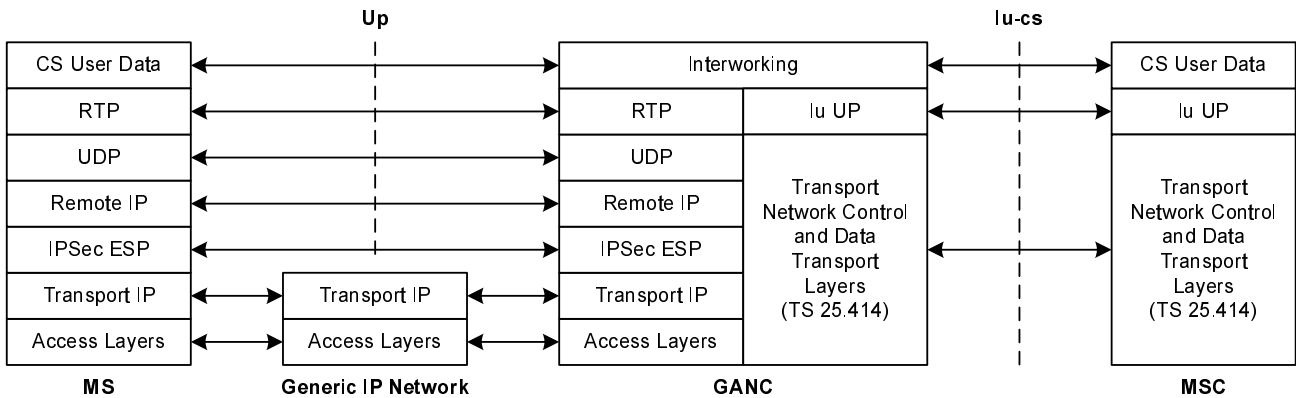 Up
Iu-cs
CS User Data
Interworking
CS User Data
RTP
RTP
Iu UP
Iu UP
UDP
UDP
Remote IP
Remote IP
IPSec ESP
IPSec ESP
Transport
Network Control
and Data
Transport
Layers
(TS 25.414)
Transport
Network Control
and Data
Transport
Layers
(TS 25.414)
Transport IP
Transport IP
Transport IP
Access Layers
Access Layers
Access Layers
MS
Generic IP Network
GANC
MSC